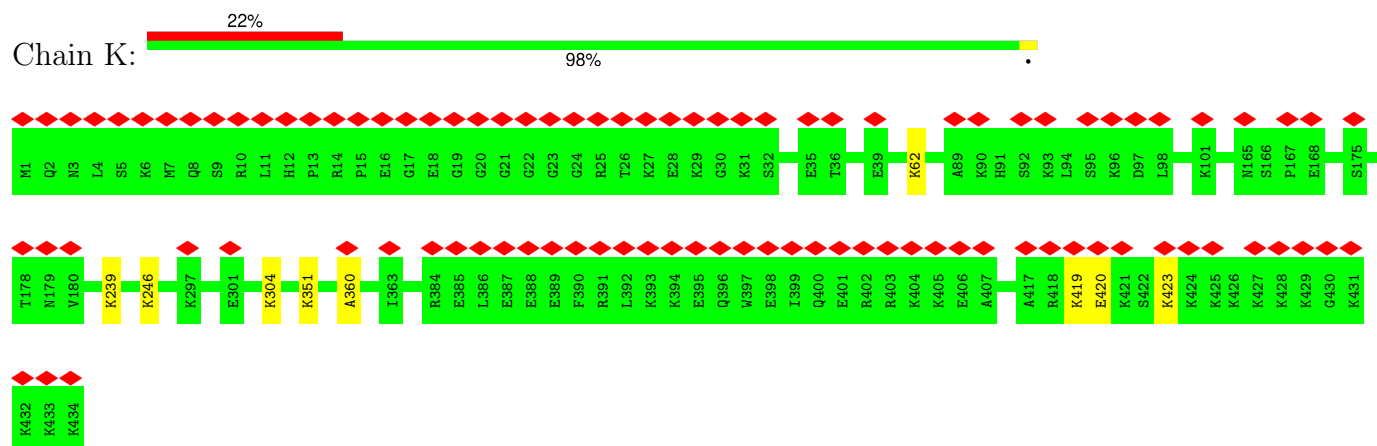 22%
Chain K:
98%
•
M1 Q2 N3 L4 S5 K6 M7 Q8 S9 R10 L11 H12 P13 R14 P15 E16 G17 E18 G19 G20 G21 G22 G23 G24 R25 T26 K27 E28 K29 G30 K31 S32 E35 T36 E39 K62 A89 K90 H91 S92 K93 L94 S95 K96 D97 L98 K101 N165 S166 P167 E168 S175
T178 N179 V180 K239 K246 K297 E301 K304 K351 A360 I363 R384 E385 L386 E387 E388 E389 F390 R391 L392 K393 K394 E395 Q396 W397 E398 I399 Q400 E401 R402 R403 K404 K405 E406 A407 A417 R418 K419 E420 K421 S422 K423 K424 K425 K426 K427 K428 K429 G430 K431
K432 K433 K434